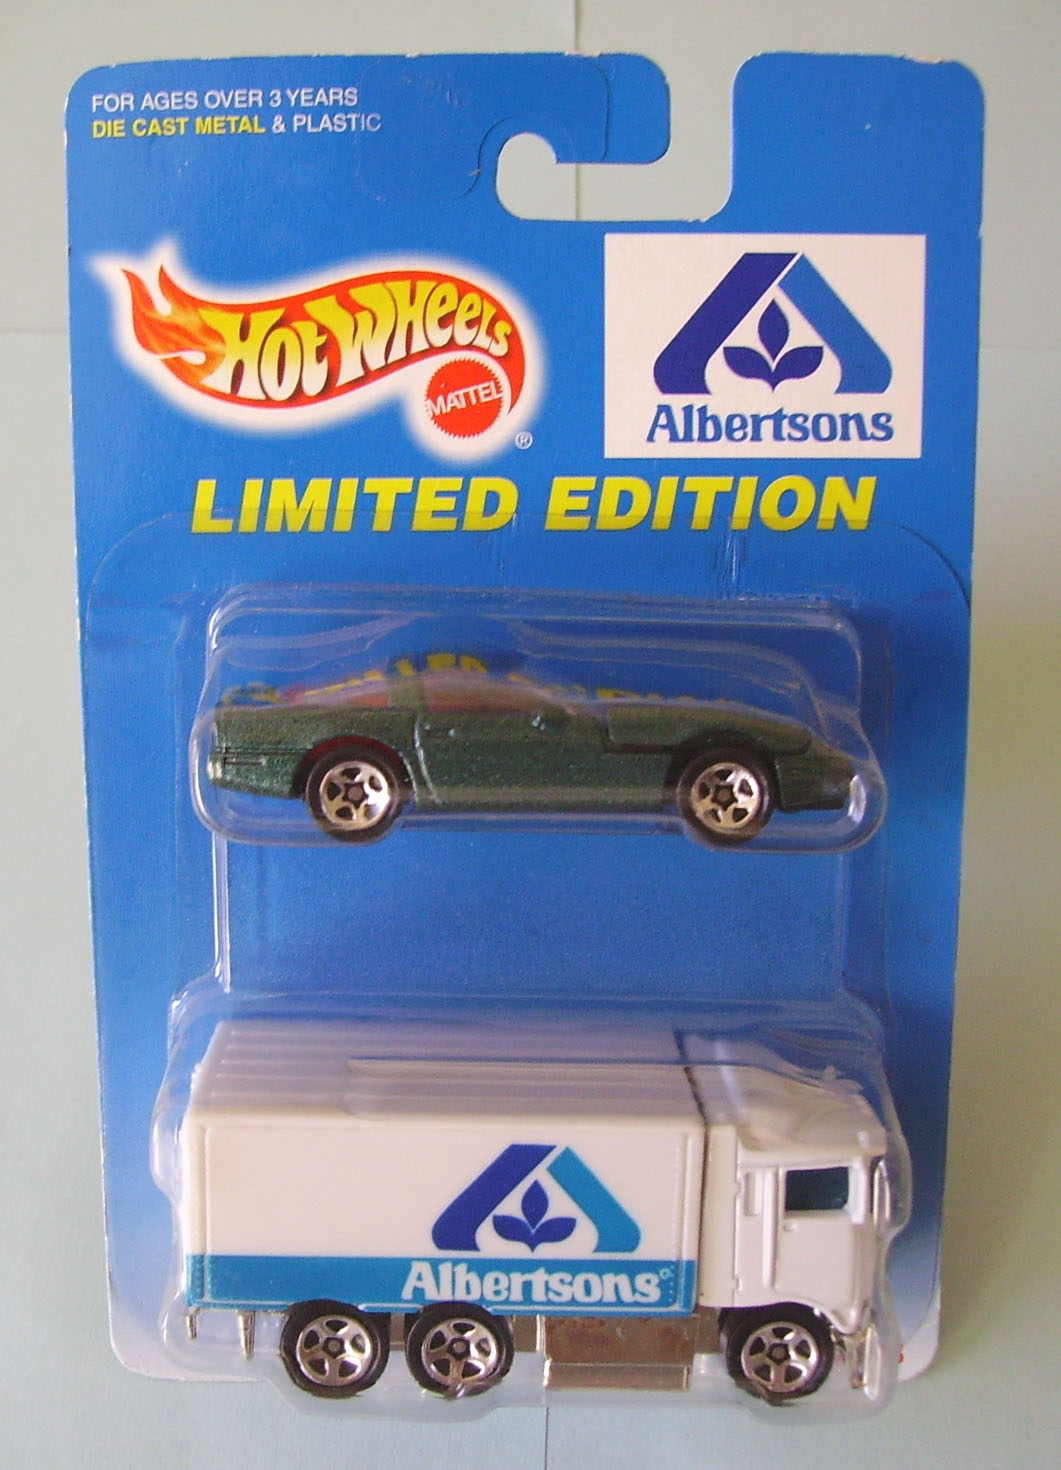 FOR AGES OVER 3 YEARS
DIE CAST METAL & PLASTIC
Hot Wheels
MATTEL
®
Albertsons
LIMITED EDITION
Albertsons